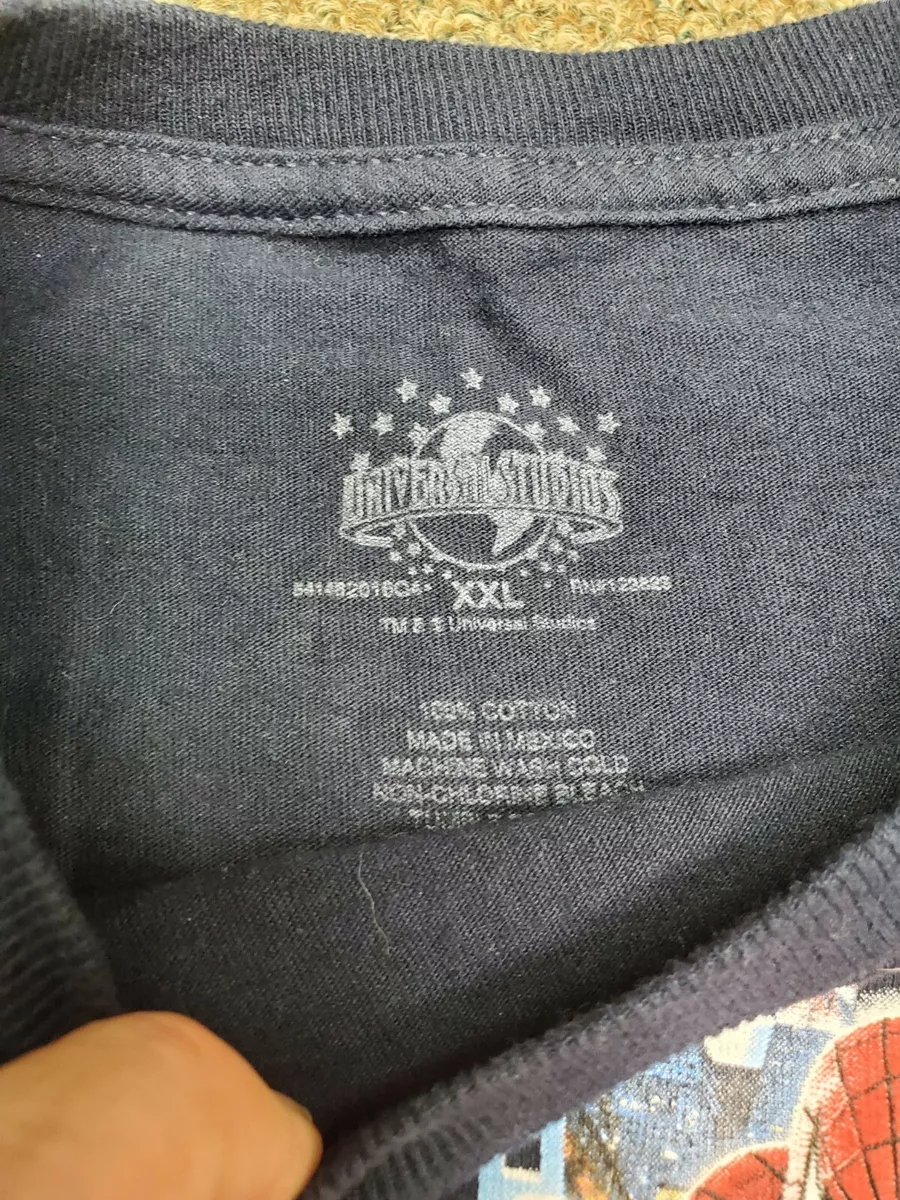 UNIVERSAL STUDIOS
XXL
TM & © Universal Studios
100% COTTON
MADE IN MEXICO
MACHINE WASH COLD
NON-CHLORINE BLEACH